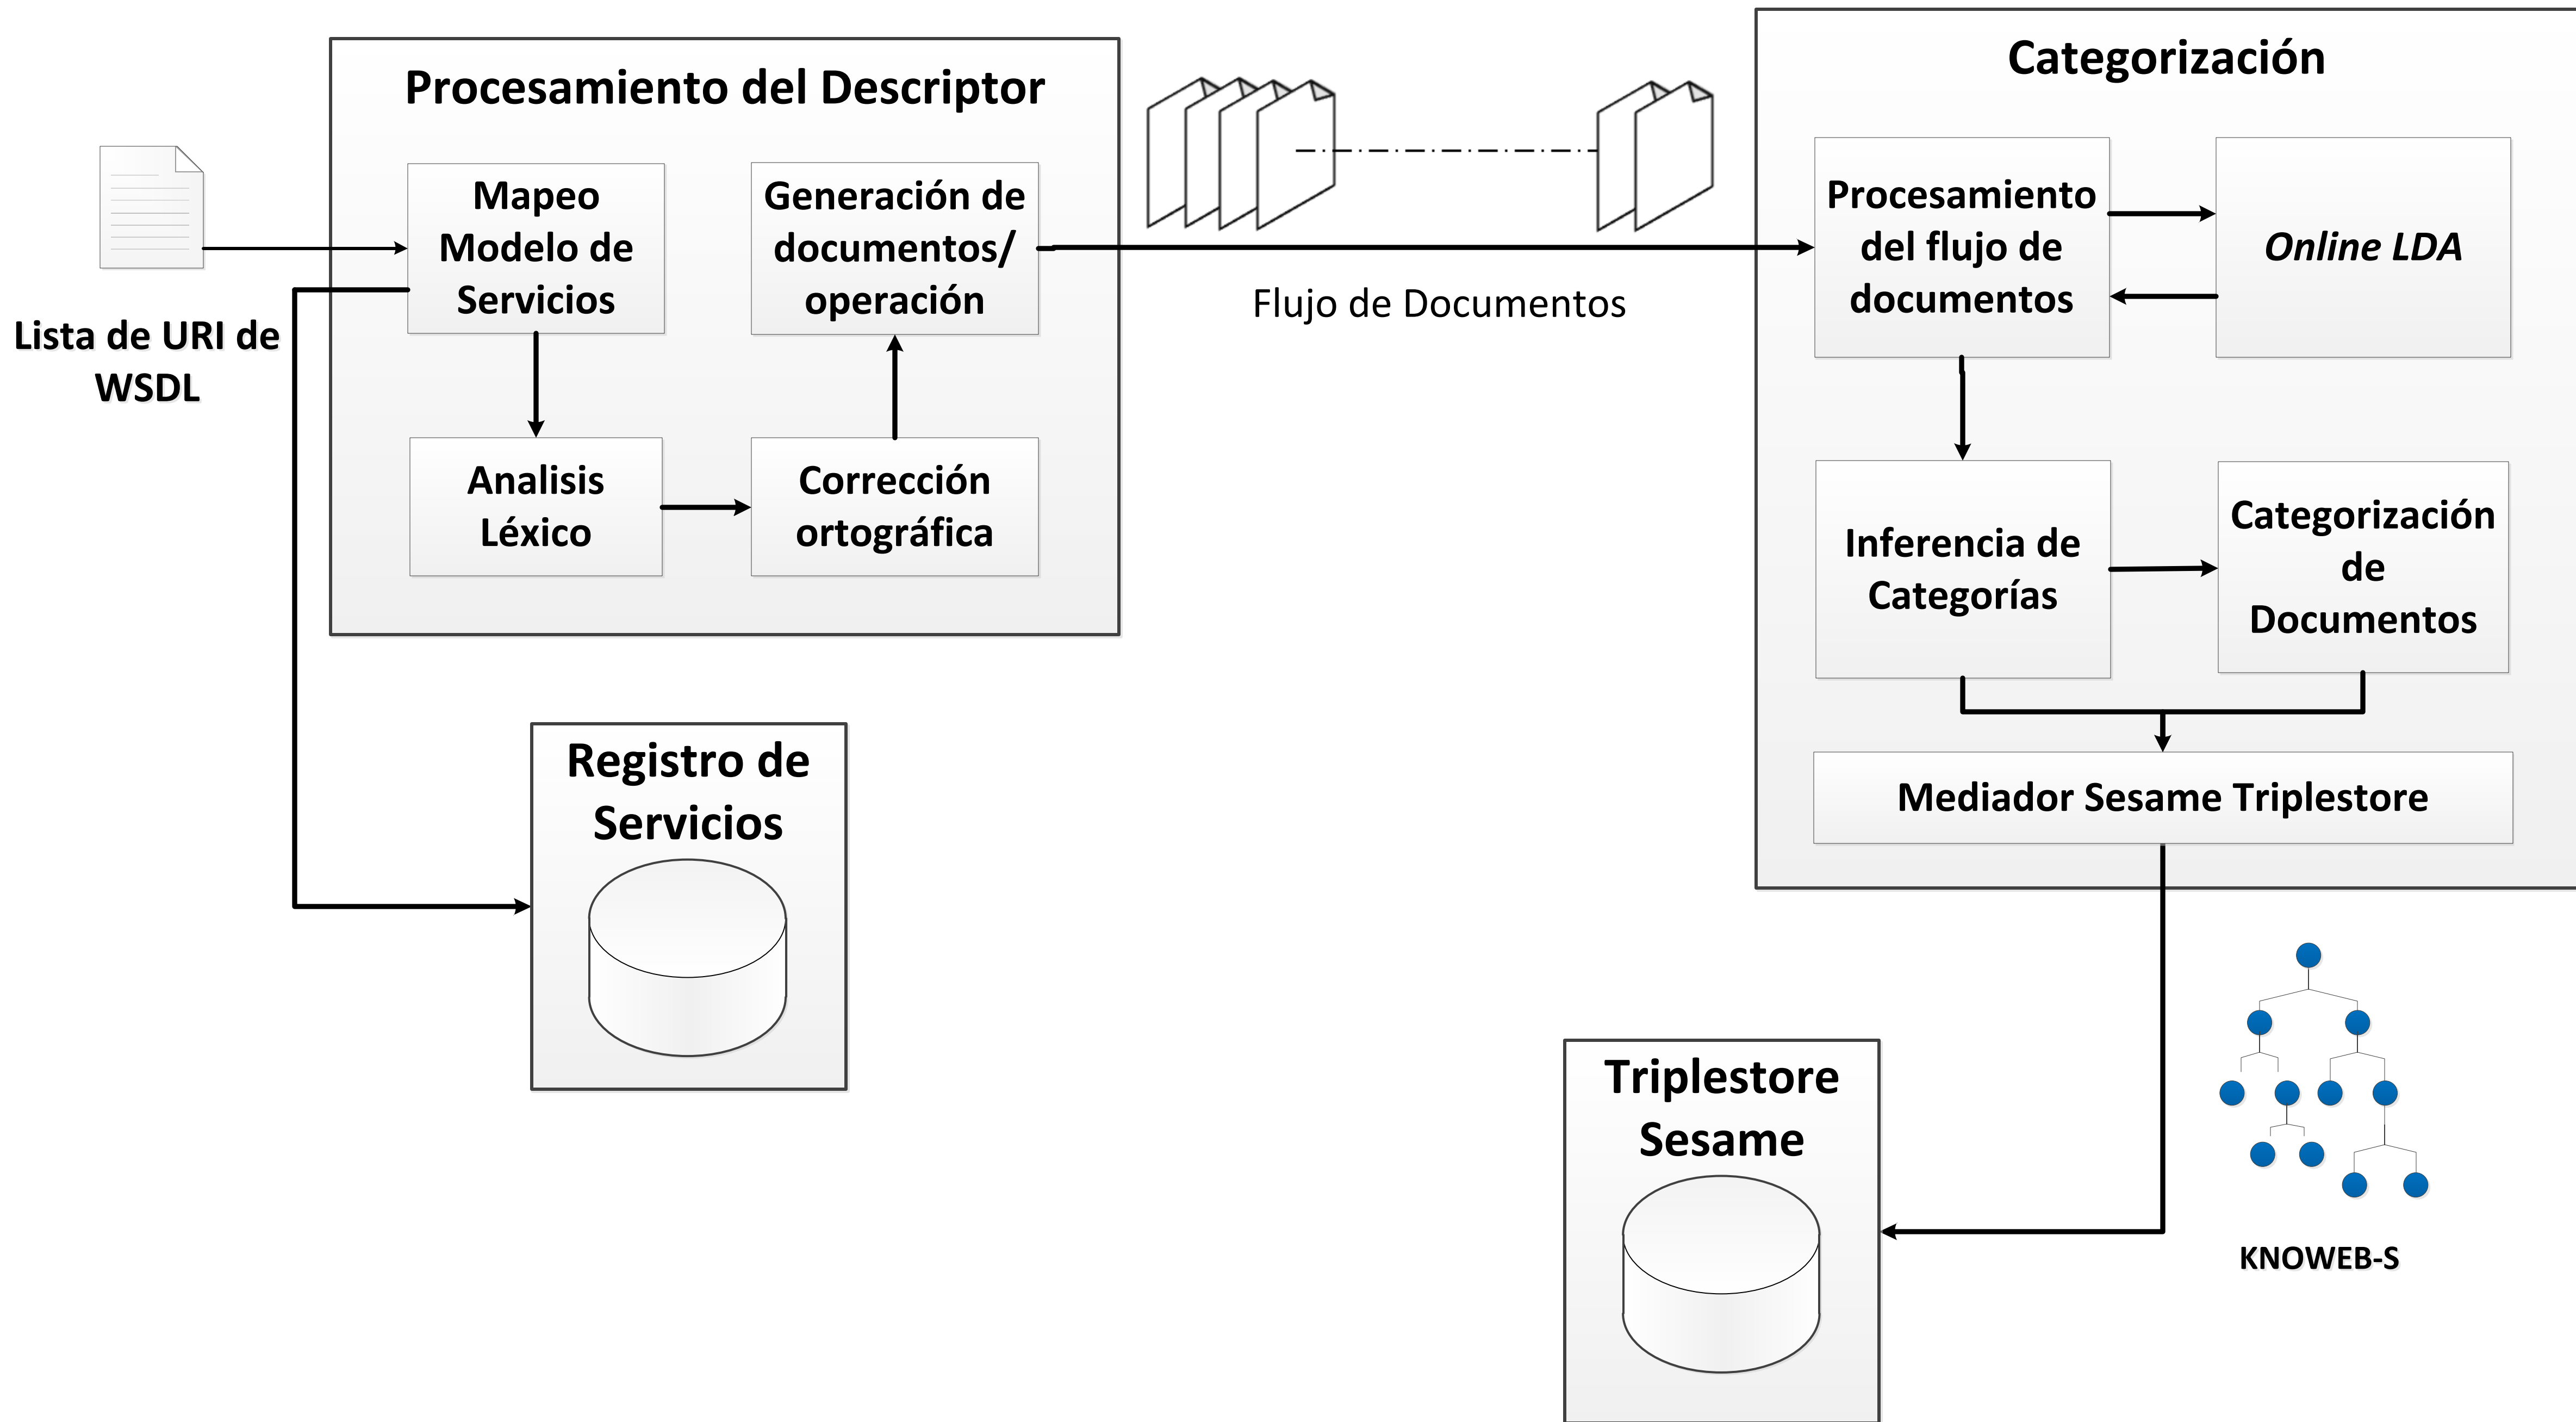 Procesamiento del Descriptor
Lista de URI de
WSDL
Mapeo
Modelo de
Servicios
Generación de
documentos/
operación
Analisis
Léxico
Corrección
ortográfica
Flujo de Documentos
Categorización
Procesamiento
del flujo de
documentos
Online LDA
Inferencia de
Categorías
Categorización
de
Documentos
Mediador Sesame Triplestore
Registro de
Servicios
Triplestore
Sesame
KNOWEB-S